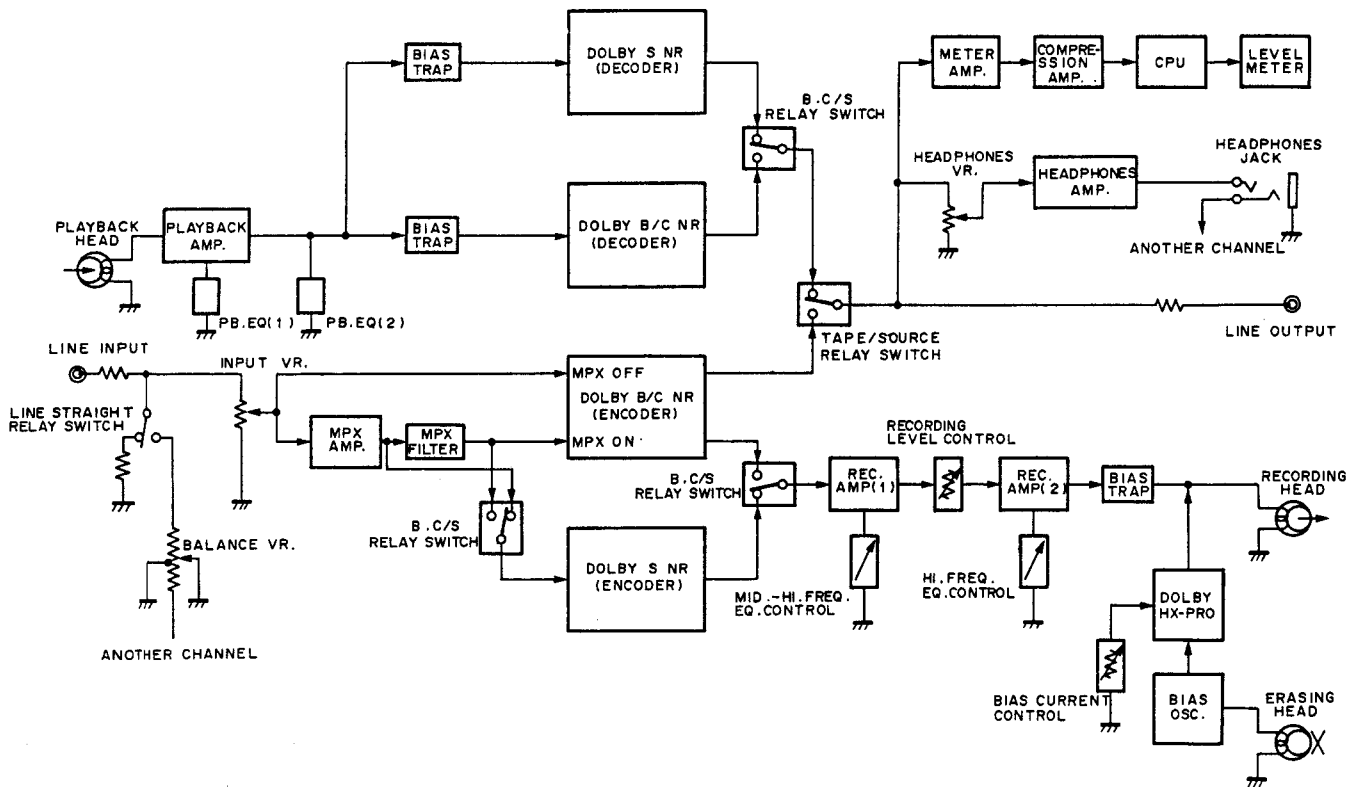 BIAS
TRAP
DOLBY S NR
(DECODER)
METER
AMP.
COMPRE-
SSION
AMP.
CPU
LEVEL
METER
B.C/S
RELAY SWITCH
HEADPHONES
VR.
HEADPHONES
AMP.
HEADPHONES
JACK
PLAYBACK
HEAD
PLAYBACK
AMP.
BIAS
TRAP
DOLBY B/C NR
(DECODER)
ANOTHER CHANNEL
PB.EQ(1)
PB.EQ(2)
LINE OUTPUT
TAPE/SOURCE
RELAY SWITCH
LINE INPUT
INPUT VR.
MPX OFF
DOLBY B/C NR
(ENCODER)
MPX ON
LINE STRAIGHT
RELAY SWITCH
MPX
AMP.
MPX
FILTER
RECORDING
LEVEL CONTROL
B.C/S
RELAY SWITCH
REC.
AMP(1)
REC.
AMP(2)
BIAS
TRAP
RECORDING
HEAD
B.C/S
RELAY SWITCH
BALANCE VR.
DOLBY S NR
(ENCODER)
MID.-HI.FREQ.
EQ.CONTROL
HI.FREQ.
EQ.CONTROL
DOLBY
HX-PRO
ANOTHER CHANNEL
BIAS CURRENT
CONTROL
BIAS
OSC.
ERASING
HEAD